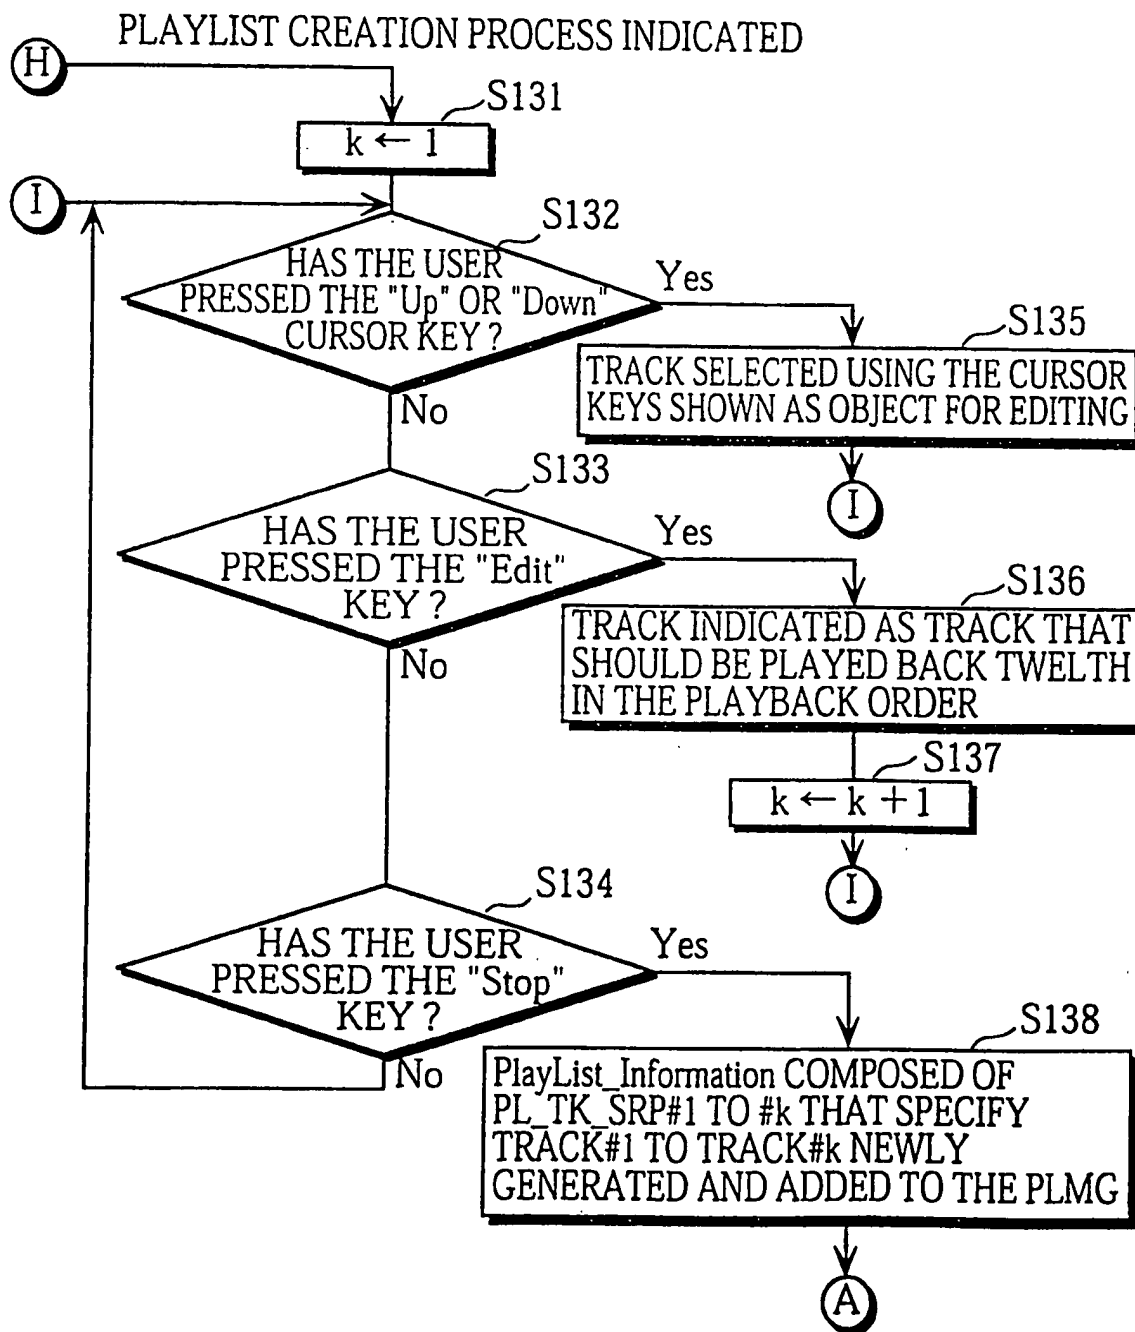 PLAYLIST CREATION PROCESS INDICATED
H
S131
k ← 1
I
S132
HAS THE USER
PRESSED THE "Up" OR "Down"
CURSOR KEY ?
Yes
No
S135
TRACK SELECTED USING THE CURSOR
KEYS SHOWN AS OBJECT FOR EDITING
I
S133
HAS THE USER
PRESSED THE "Edit"
KEY ?
Yes
No
S136
TRACK INDICATED AS TRACK THAT
SHOULD BE PLAYED BACK TWELTH
IN THE PLAYBACK ORDER
S137
k ← k + 1
I
S134
HAS THE USER
PRESSED THE "Stop"
KEY ?
Yes
No
S138
PlayList_Information COMPOSED OF
PL_TK_SRP#1 TO #k THAT SPECIFY
TRACK#1 TO TRACK#k NEWLY
GENERATED AND ADDED TO THE PLMG
A